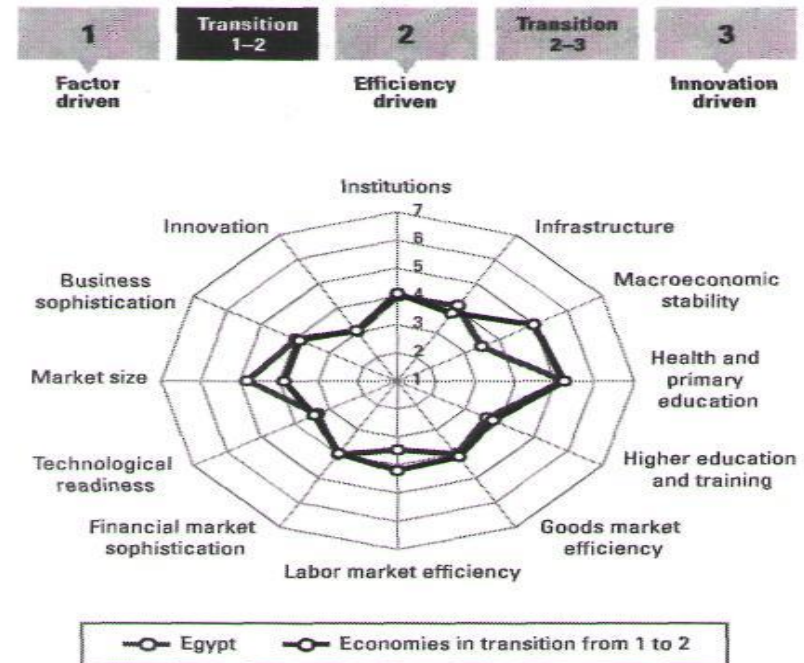 1
Transition
1–2
2
Transition
2–3
3
Factor
driven
Efficiency
driven
Innovation
driven
Institutions
7
6
5
4
3
2
1
Innovation
Infrastructure
Business
sophistication
Macroeconomic
stability
Market size
Health and
primary
education
Technological
readiness
Higher education
and training
Financial market
sophistication
Goods market
efficiency
Labor market efficiency
Egypt
Economies in transition from 1 to 2